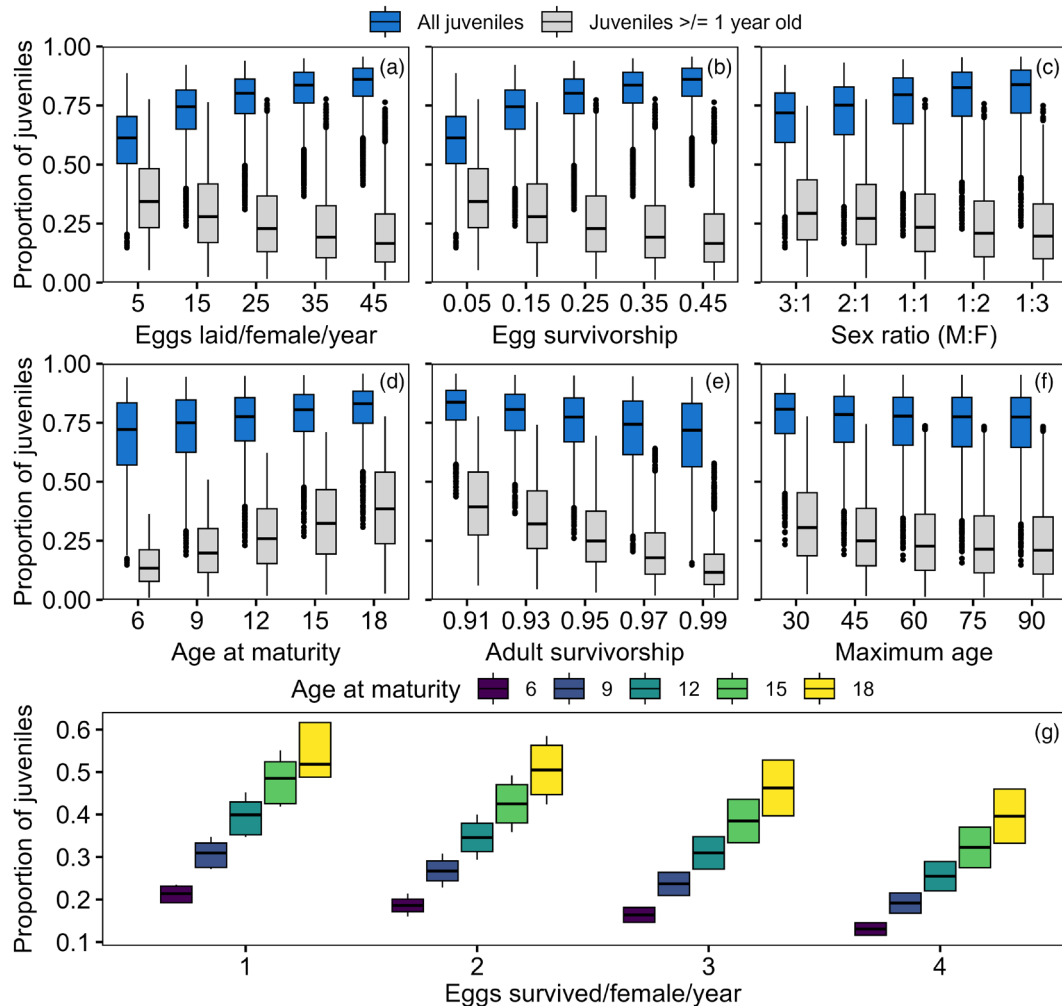 All juveniles Juveniles >/= 1 year old
Proportion of juveniles
1.00
0.75
0.50
0.25
0.00
(a)
5 15 25 35 45
Eggs laid/female/year
(b)
0.05 0.15 0.25 0.35 0.45
Egg survivorship
(c)
3:1 2:1 1:1 1:2 1:3
Sex ratio (M:F)
Proportion of juveniles
1.00
0.75
0.50
0.25
0.00
(d)
6 9 12 15 18
Age at maturity
(e)
0.91 0.93 0.95 0.97 0.99
Adult survivorship
(f)
30 45 60 75 90
Maximum age
Age at maturity 6 9 12 15 18
Proportion of juveniles
0.6
0.5
0.4
0.3
0.2
0.1
(g)
1 2 3 4
Eggs survived/female/year